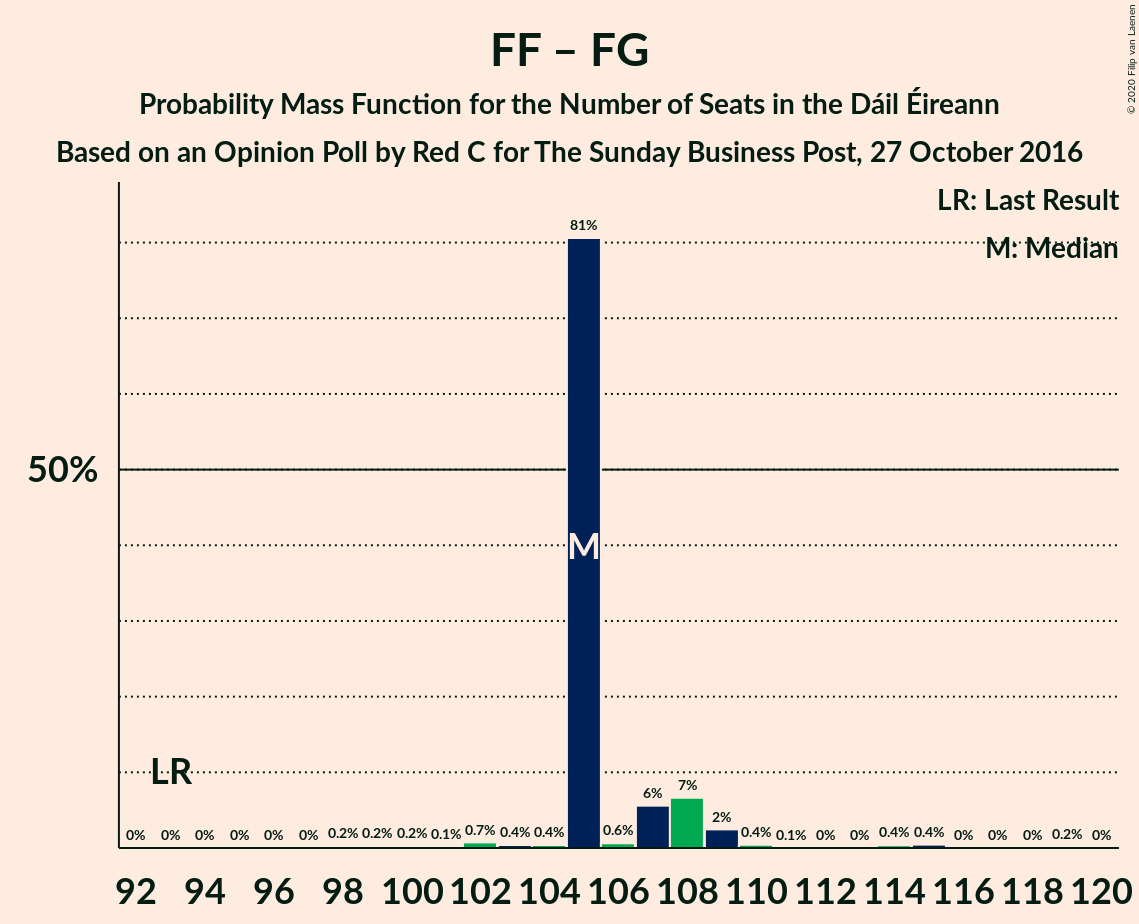 FF – FG
Probability Mass Function for the Number of Seats in the Dáil Éireann
Based on an Opinion Poll by Red C for The Sunday Business Post, 27 October 2016
© 2020 Filip van Laenen
LR: Last Result
M: Median
50%
81%
M
LR
0% 0% 0% 0% 0% 0% 0.2% 0.2% 0.2% 0.1% 0.7% 0.4% 0.4% 0.6% 6% 7% 2% 0.4% 0.1% 0% 0% 0.4% 0.4% 0% 0% 0% 0.2% 0%
92 94 96 98 100 102 104 106 108 110 112 114 116 118 120